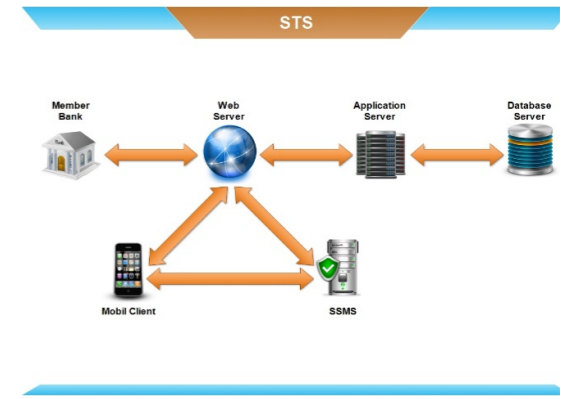 STS
Member
Bank
Web
Server
Application
Server
Database
Server
Mobil Client
SSMS